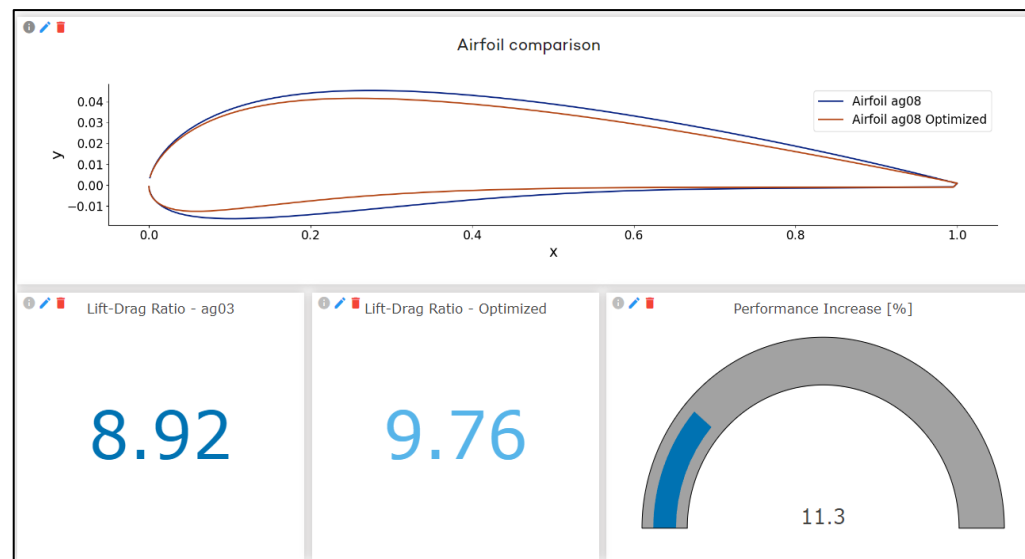 Airfoil comparison
Airfoil ag08
Airfoil ag08 Optimized
y
0.04
0.03
0.02
0.01
0.00
−0.01
0.0 0.2 0.4 0.6 0.8 1.0
x
Lift-Drag Ratio - ag03
8.92
Lift-Drag Ratio - Optimized
9.76
Performance Increase [%]
11.3